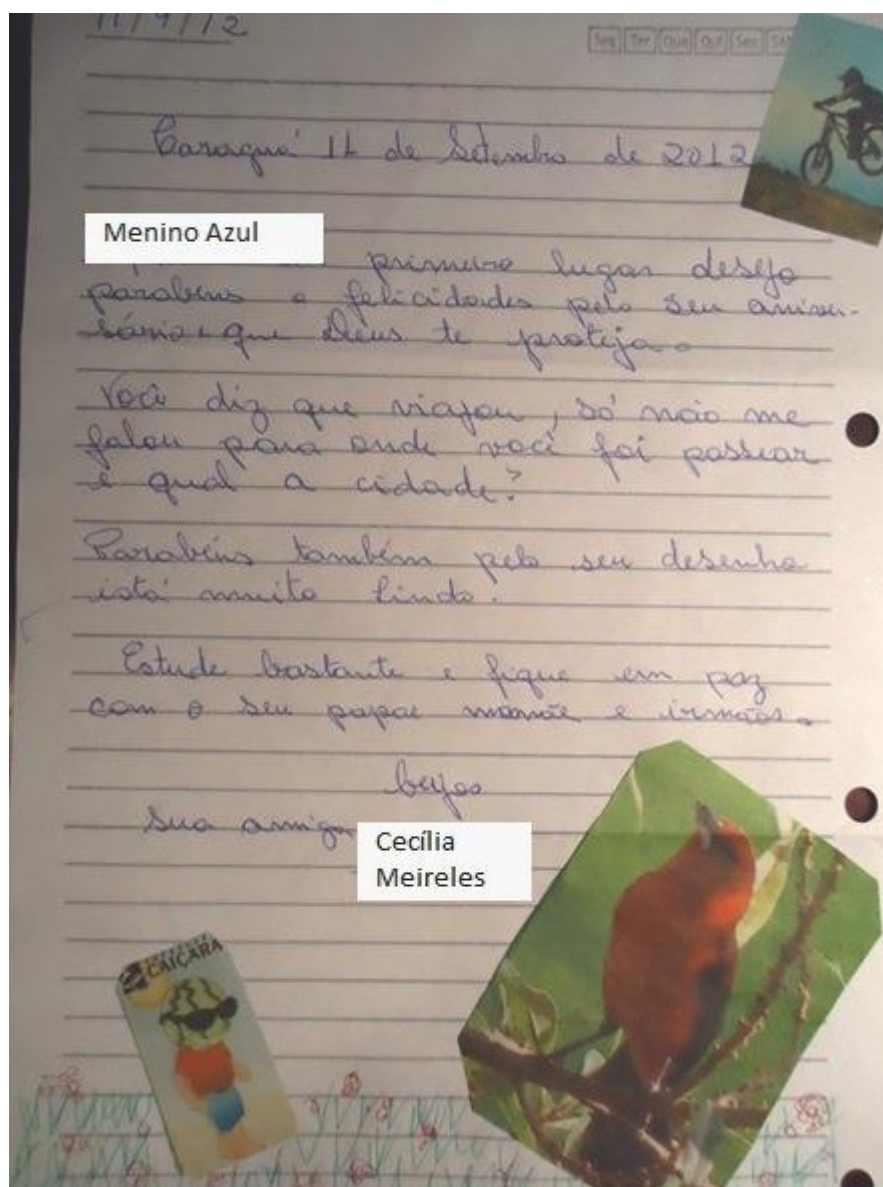 11/9/12
Seg Ter Qua Qui Sex
Caraguá 11 de Setembro de 2012
Menino Azul
primeiro lugar desejo
parabéns e felicidades pelo seu aniver-
sário e que Deus te proteja.
Você diz que viajou, só não me
falou para onde você foi passear
e qual a cidade?
Parabéns também pelo seu desenho
está muito lindo.
Estude bastante e fique em paz
com o seu papai mamãe e irmãos.
beijos
sua amiga
Cecília
Meireles
CAIÇARA